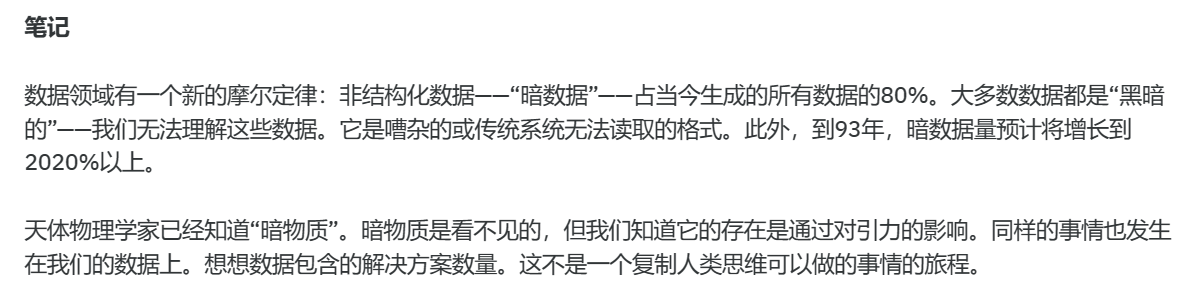 笔记
数据领域有一个新的摩尔定律：非结构化数据——“暗数据”——占当今生成的所有数据的80%。大多数数据都是“黑暗
的”——我们无法理解这些数据。它是嘈杂的或传统系统无法读取的格式。此外，到93年，暗数据量预计将增长到
2020%以上。
天体物理学家已经知道“暗物质”。暗物质是看不见的，但我们知道它的存在是通过对引力的影响。同样的事情也发生
在我们的数据上。想想数据包含的解决方案数量。这不是一个复制人类思维可以做的事情的旅程。